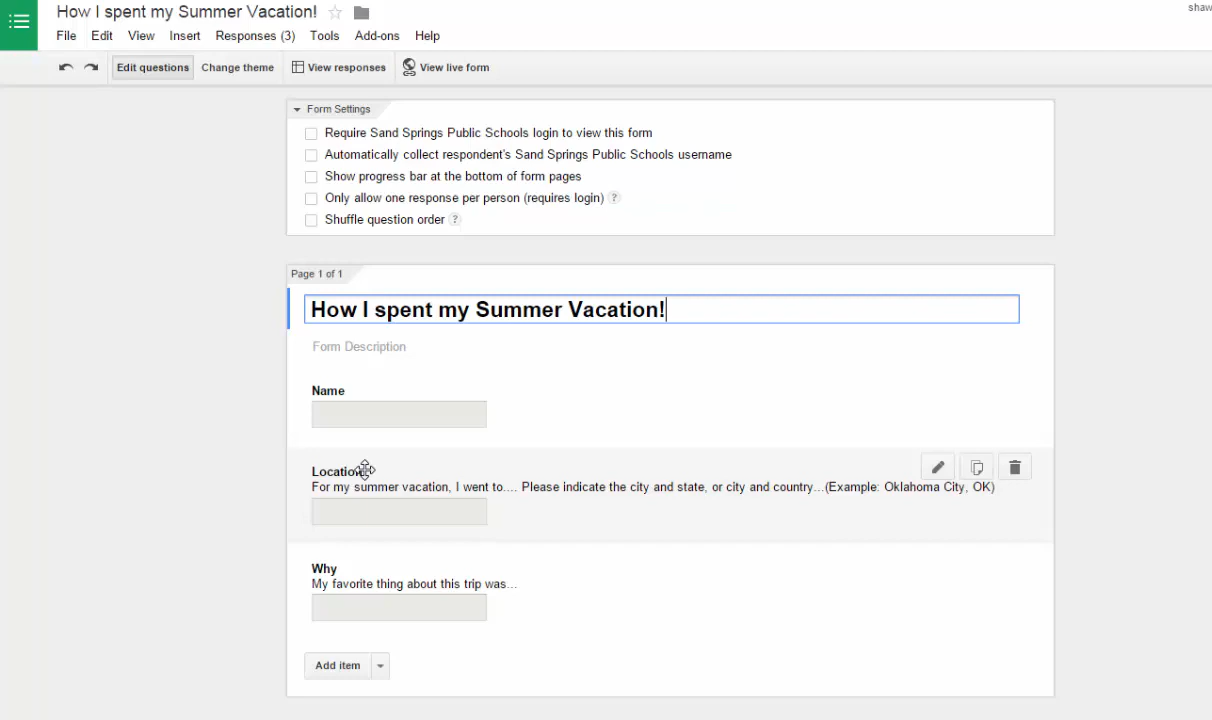 How I spent my Summer Vacation!
shaw
File Edit View Insert Responses (3) Tools Add-ons Help
Edit questions Change theme View responses View live form
Form Settings
Require Sand Springs Public Schools login to view this form
Automatically collect respondent's Sand Springs Public Schools username
Show progress bar at the bottom of form pages
Only allow one response per person (requires login) ?
Shuffle question order ?
Page 1 of 1
How I spent my Summer Vacation!
Form Description
Name
Location
For my summer vacation, I went to.... Please indicate the city and state, or city and country...(Example: Oklahoma City, OK)
Why
My favorite thing about this trip was...
Add item